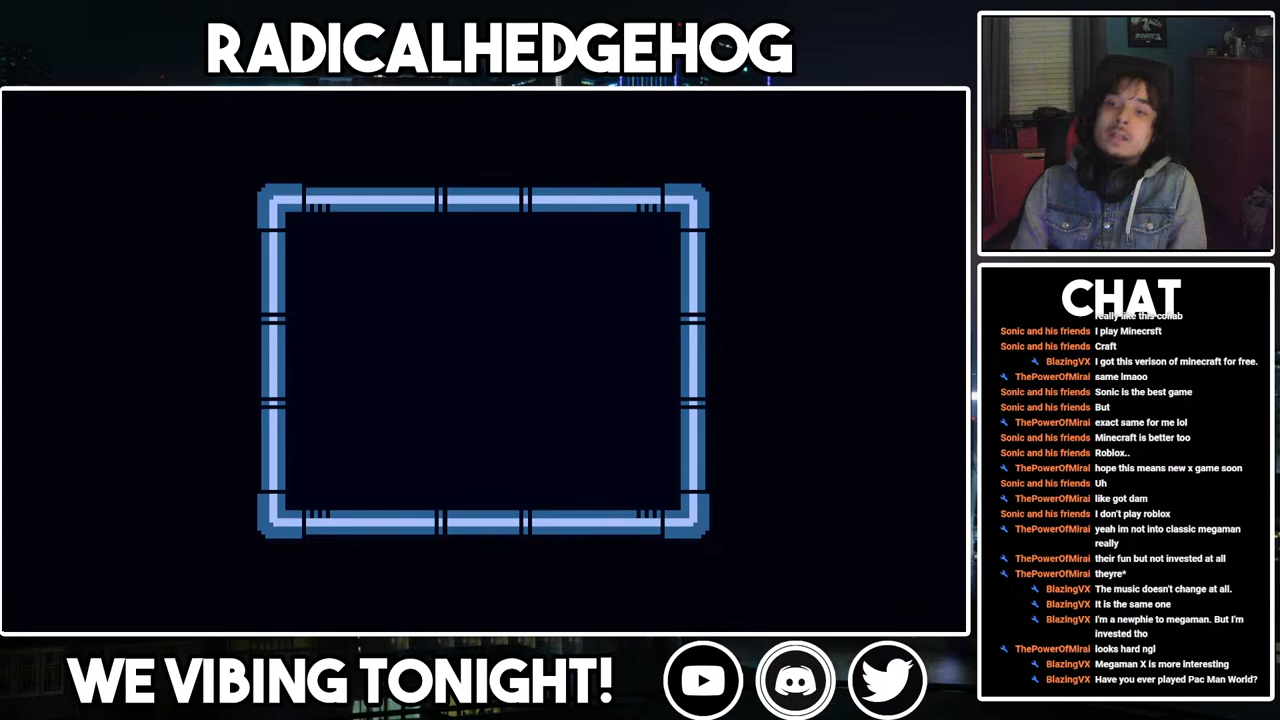 RADICALHEDGEHOG
CHAT
really like this collab
Sonic and his friends I play Minecrsft
Sonic and his friends Craft
BlazingVX I got this verison of minecraft for free.
ThePowerOfMirai same lmaoo
Sonic and his friends Sonic is the best game
Sonic and his friends But
ThePowerOfMirai exact same for me lol
Sonic and his friends Minecraft is better too
Sonic and his friends Roblox..
ThePowerOfMirai hope this means new x game soon
Sonic and his friends Uh
ThePowerOfMirai like got dam
Sonic and his friends I don't play roblox
ThePowerOfMirai yeah im not into classic megaman
really
ThePowerOfMirai their fun but not invested at all
ThePowerOfMirai theyre*
BlazingVX The music doesn't change at all.
BlazingVX It is the same one
BlazingVX I'm a newphie to megaman. But I'm
invested tho
ThePowerOfMirai looks hard ngl
BlazingVX Megaman X is more interesting
BlazingVX Have you ever played Pac Man World?
WE VIBING TONIGHT!